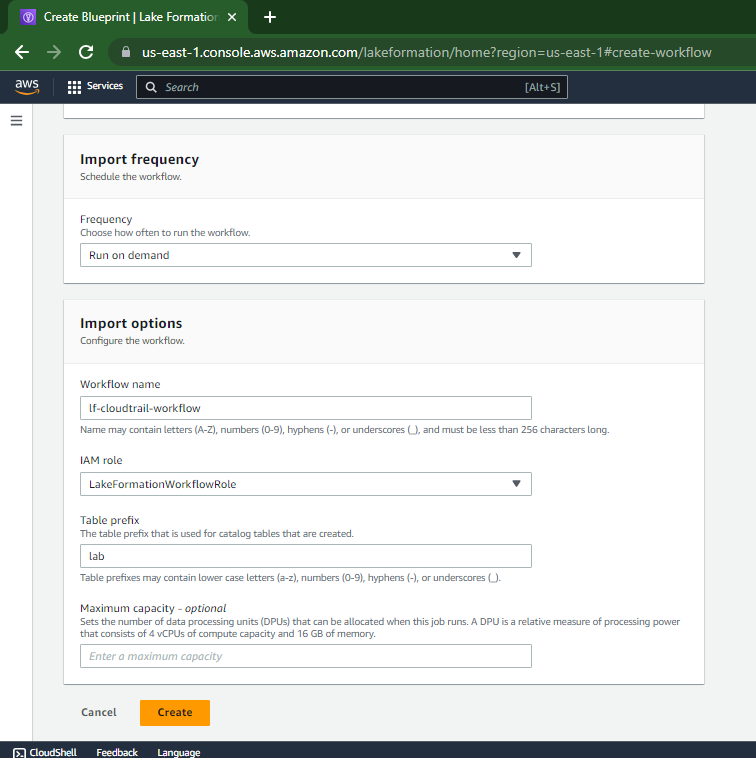 Create Blueprint | Lake Formation
us-east-1.console.aws.amazon.com/lakeformation/home?region=us-east-1#create-workflow
aws
Services
Search
[Alt+S]
Import frequency
Schedule the workflow.
Frequency
Choose how often to run the workflow.
Run on demand
Import options
Configure the workflow.
Workflow name
lf-cloudtrail-workflow
Name may contain letters (A-Z), numbers (0-9), hyphens (-), or underscores (_), and must be less than 256 characters long.
IAM role
LakeFormationWorkflowRole
Table prefix
The table prefix that is used for catalog tables that are created.
lab
Table prefixes may contain lower case letters (a-z), numbers (0-9), hyphens (-), or underscores (_).
Maximum capacity - optional
Sets the number of data processing units (DPUs) that can be allocated when this job runs. A DPU is a relative measure of processing power
that consists of 4 vCPUs of compute capacity and 16 GB of memory.
Enter a maximum capacity
Cancel
Create
CloudShell
Feedback
Language